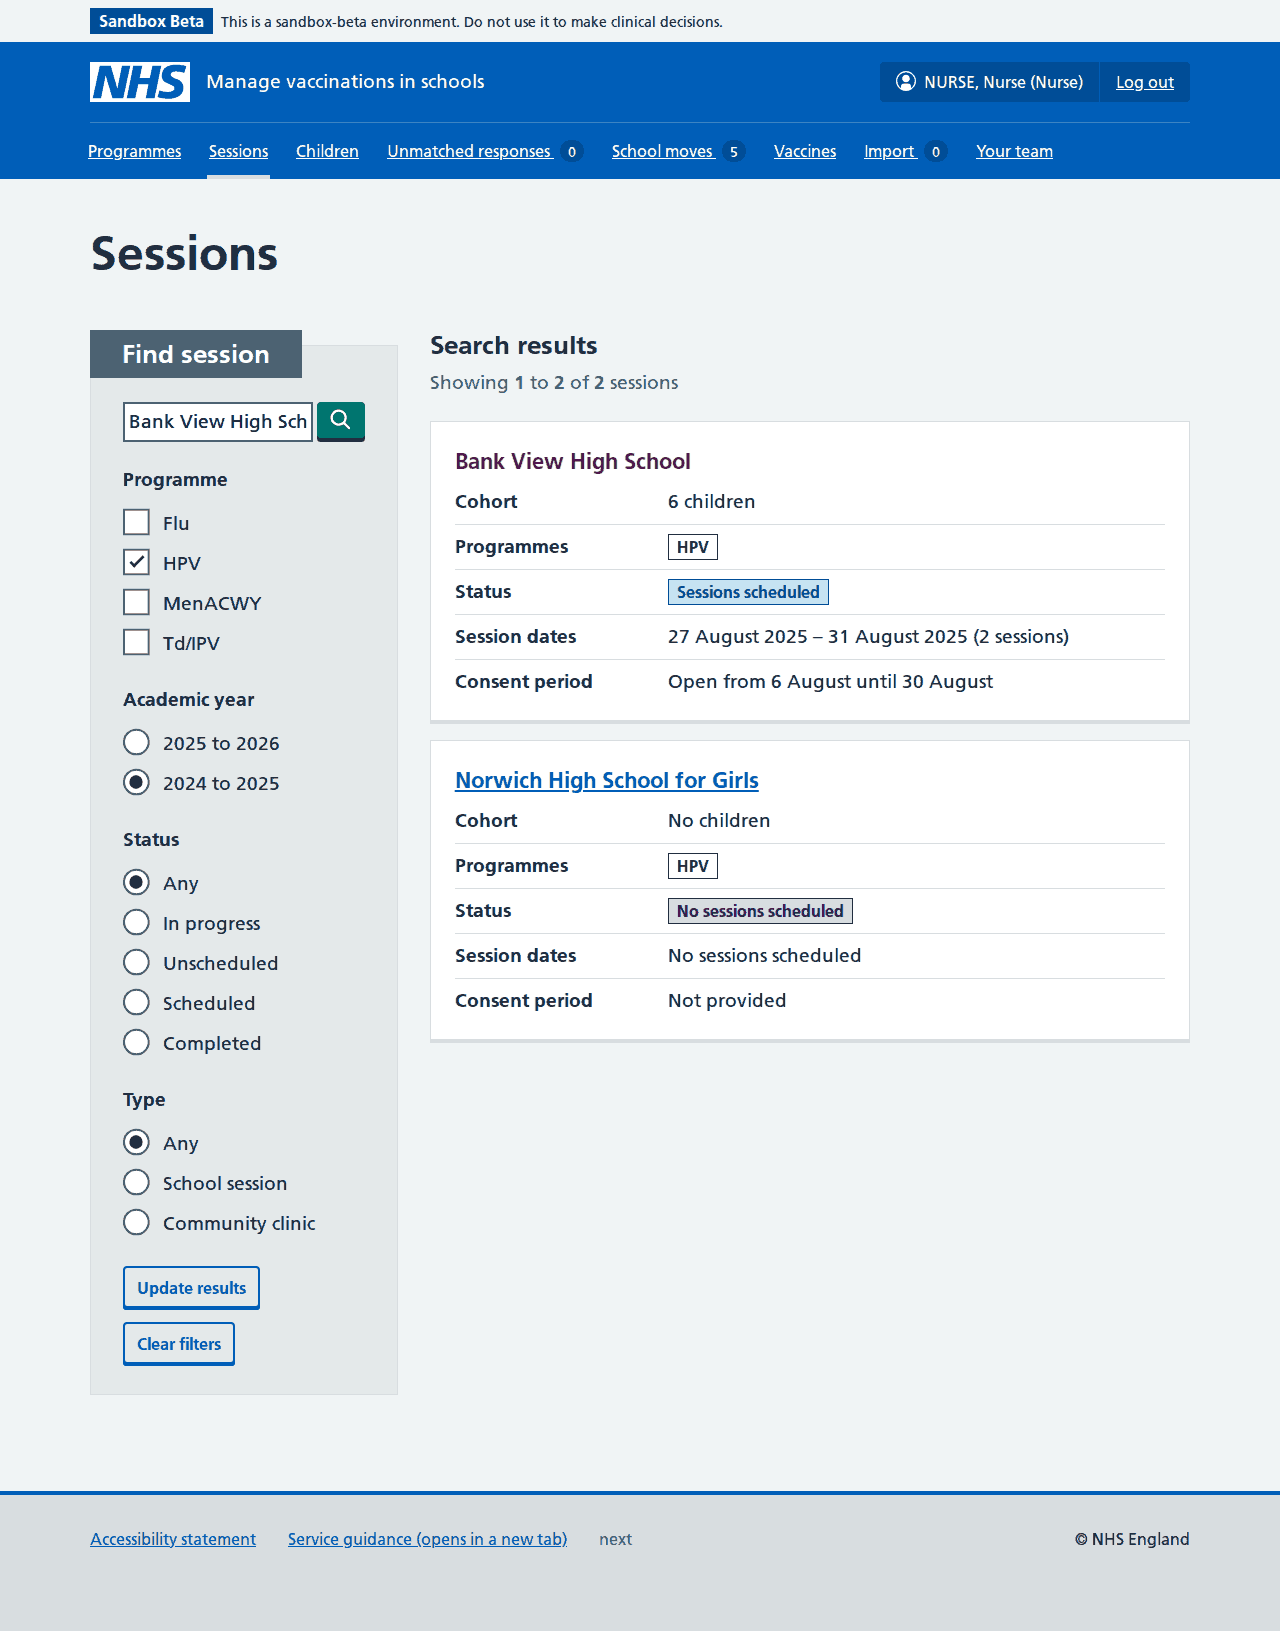 Sandbox Beta This is a sandbox-beta environment. Do not use it to make clinical decisions.
NHS Manage vaccinations in schools NURSE, Nurse (Nurse) Log out
Programmes Sessions Children Unmatched responses 0 School moves 5 Vaccines Import 0 Your team
Sessions
Find session
Bank View High Sch
Programme
Flu
HPV
MenACWY
Td/IPV
Academic year
2025 to 2026
2024 to 2025
Status
Any
In progress
Unscheduled
Scheduled
Completed
Type
Any
School session
Community clinic
Update results
Clear filters
Search results
Showing 1 to 2 of 2 sessions
Bank View High School
Cohort 6 children
Programmes HPV
Status Sessions scheduled
Session dates 27 August 2025 – 31 August 2025 (2 sessions)
Consent period Open from 6 August until 30 August
Norwich High School for Girls
Cohort No children
Programmes HPV
Status No sessions scheduled
Session dates No sessions scheduled
Consent period Not provided
Accessibility statement Service guidance (opens in a new tab) next © NHS England